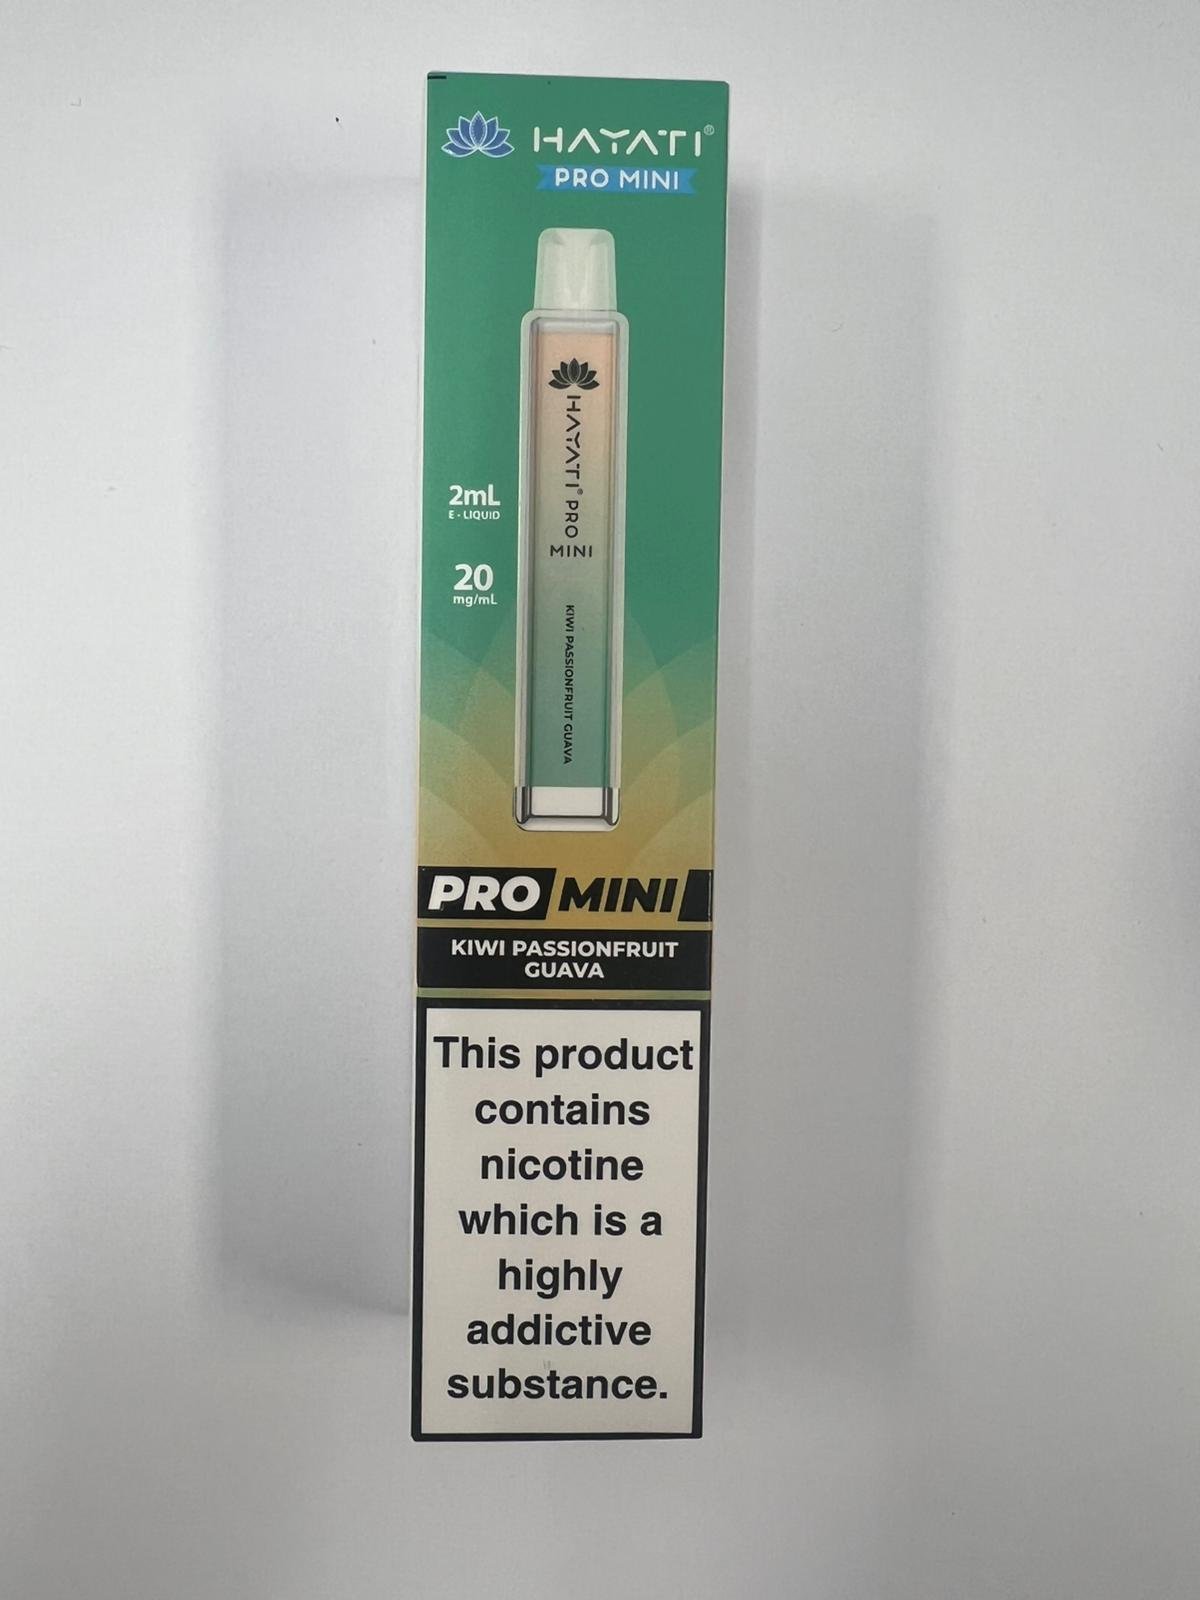 HAYATI®
PRO MINI
HAYATI® PRO
MINI
KIWI PASSIONFRUIT GUAVA
2mL
E-LIQUID
20
mg/mL
PRO MINI
KIWI PASSIONFRUIT
GUAVA
This product
contains
nicotine
which is a
highly
addictive
substance.